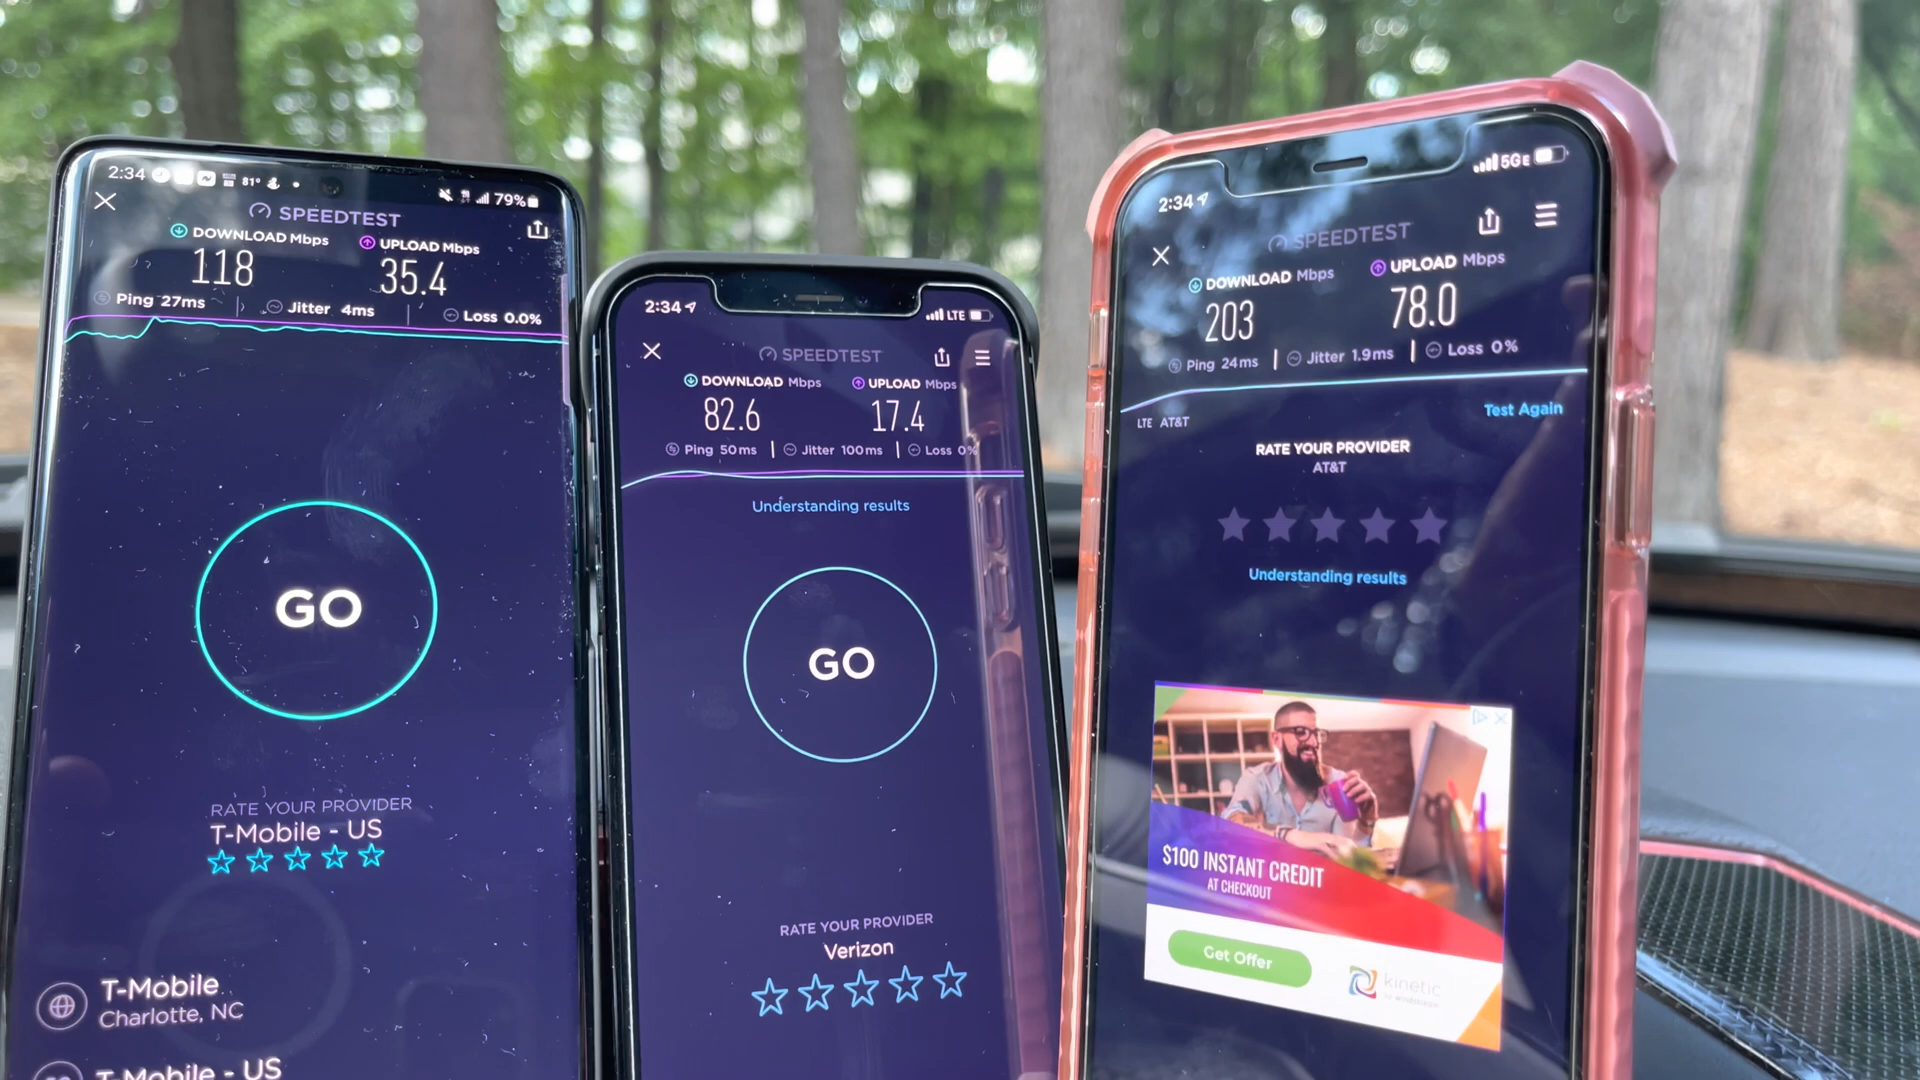 2:34 81° 79%
SPEEDTEST
DOWNLOAD Mbps UPLOAD Mbps
118 35.4
Ping 27ms Jitter 4ms Loss 0.0%
GO
RATE YOUR PROVIDER
T-Mobile - US
T-Mobile
Charlotte, NC
T-Mobile - US
2:34 LTE
SPEEDTEST
DOWNLOAD Mbps UPLOAD Mbps
82.6 17.4
Ping 50ms Jitter 100ms Loss 0%
Understanding results
GO
RATE YOUR PROVIDER
Verizon
2:34 5GE
SPEEDTEST
DOWNLOAD Mbps UPLOAD Mbps
203 78.0
Ping 24ms Jitter 1.9ms Loss 0%
LTE AT&T
Test Again
RATE YOUR PROVIDER
AT&T
Understanding results
$100 INSTANT CREDIT
AT CHECKOUT
Get Offer
kinetic
by windstream